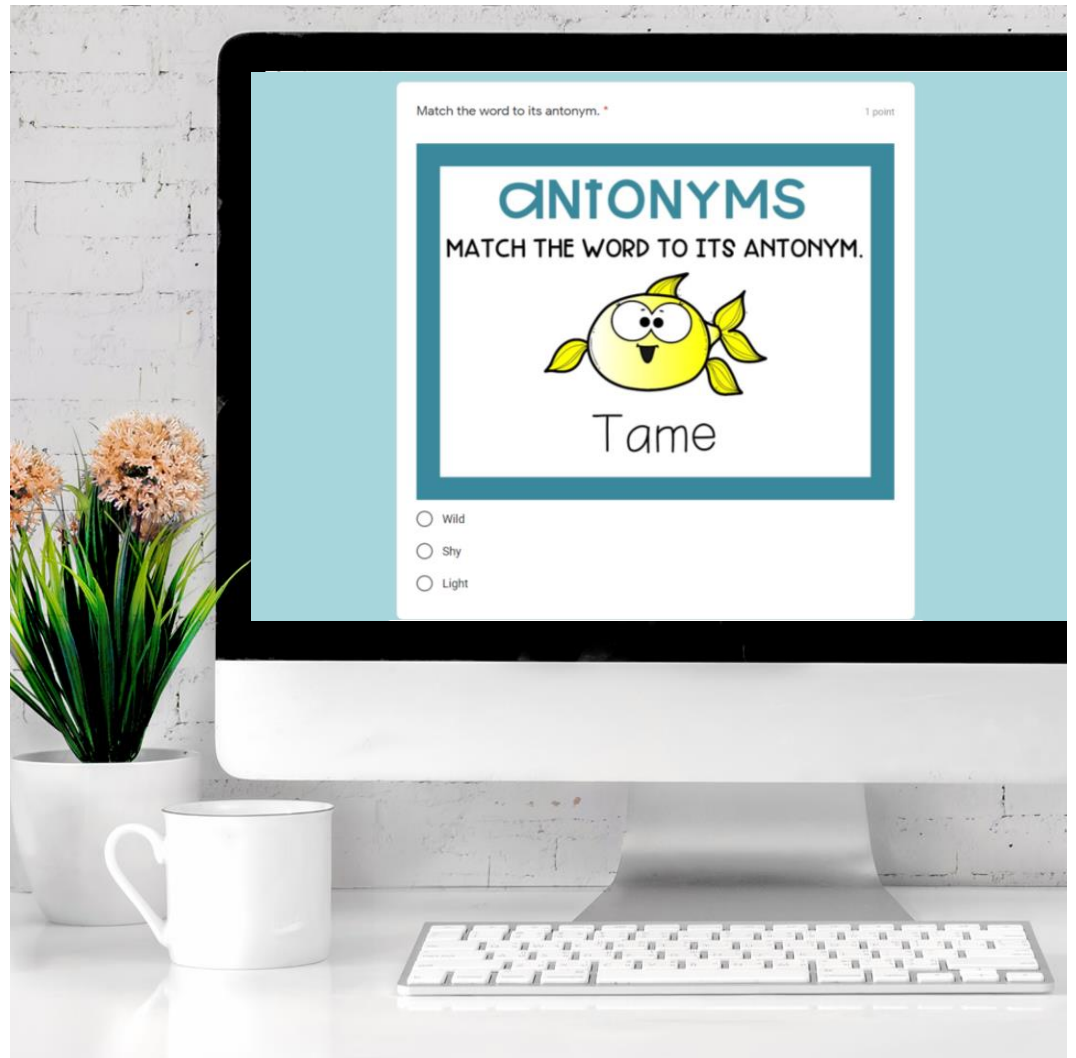 Match the word to its antonym. *
1 point
aNtONYMS
MATCH THE WORD TO ITS ANTONYM.
Tame
Wild
Shy
Light